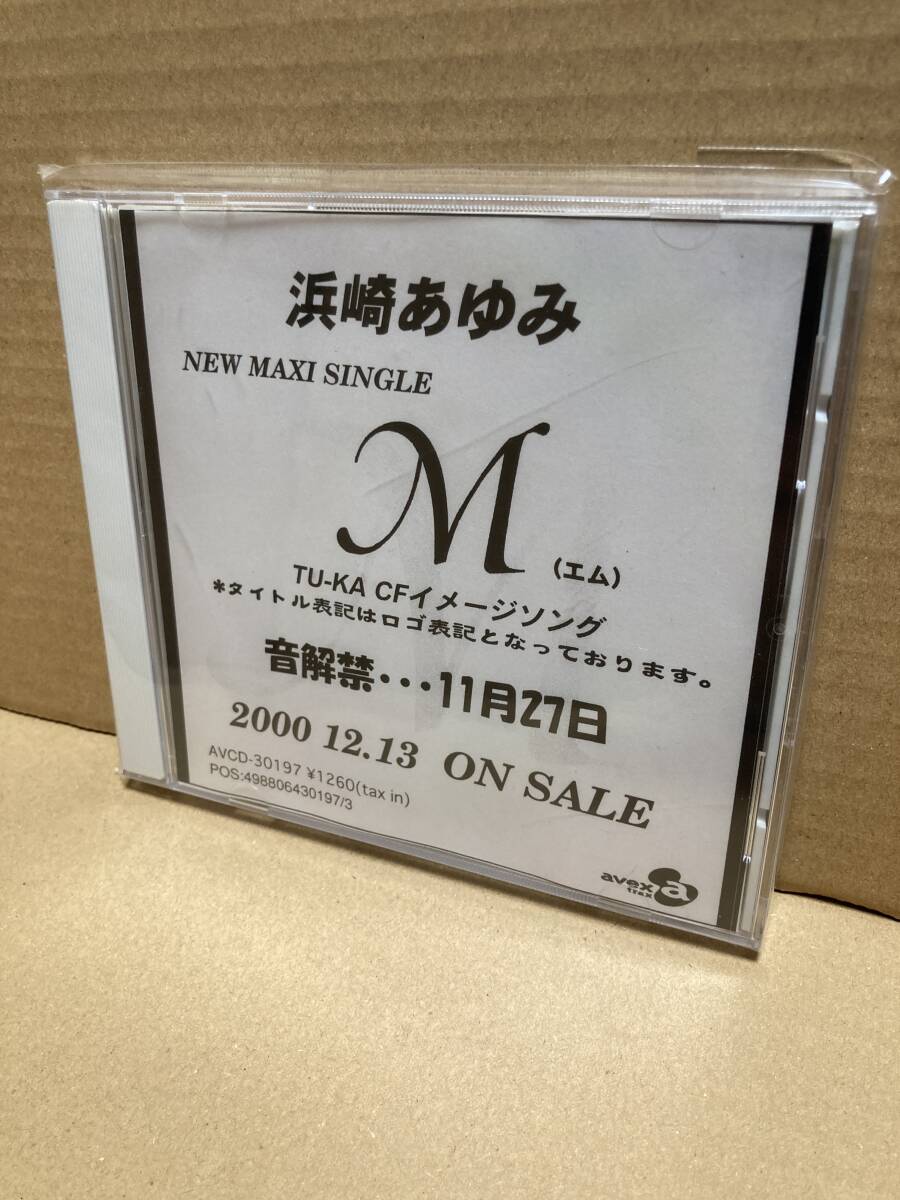 浜崎あゆみ
NEW MAXI SINGLE
M (エム)
TU-KA CFイメージソング
*タイトル表記はロゴ表記となっております。
音解禁・・・11月27日
2000 12.13 ON SALE
AVCD-30197 ¥1260(tax in)
POS:498806430197/3
avex trax a